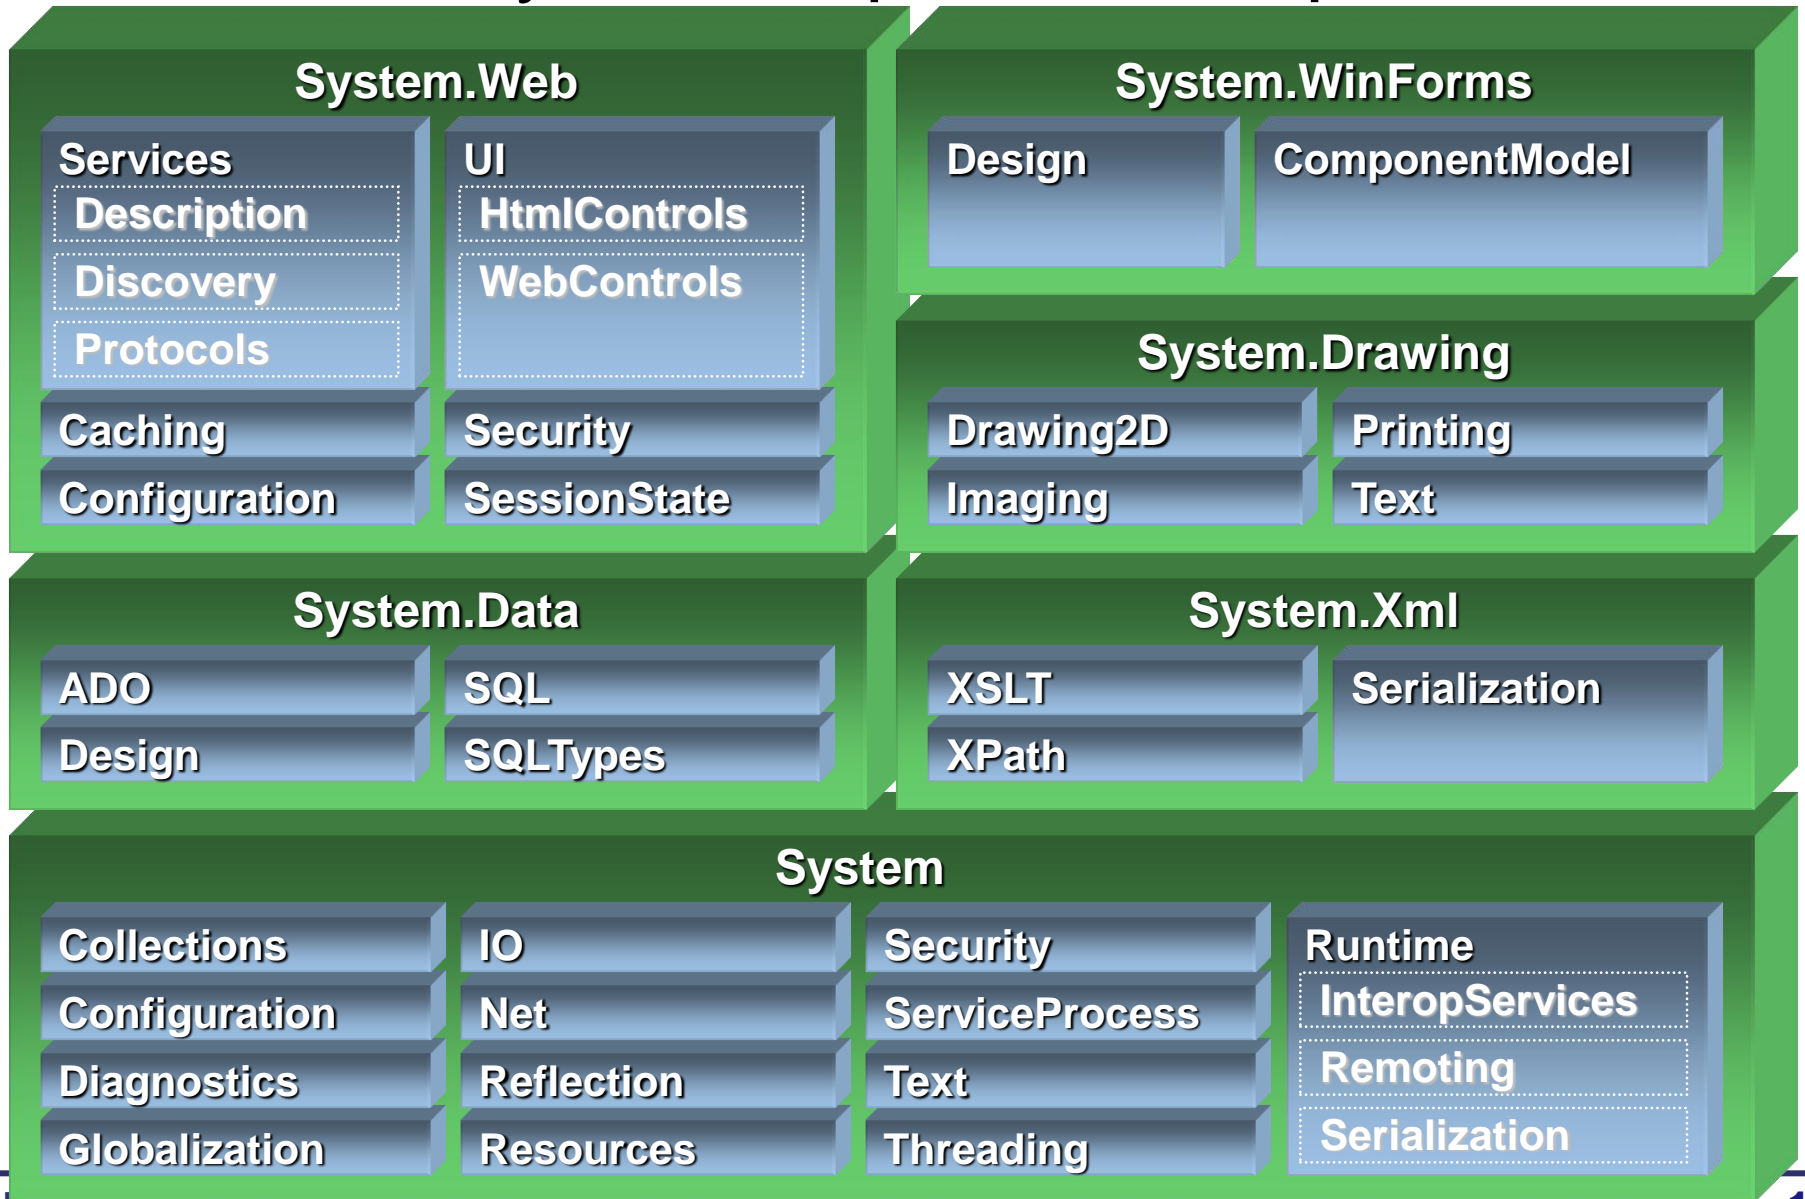 System.Web
Services
Description
Discovery
Protocols
UI
HtmlControls
WebControls
Caching
Security
Configuration
SessionState
System.WinForms
Design
ComponentModel
System.Drawing
Drawing2D
Printing
Imaging
Text
System.Data
ADO
SQL
Design
SQLTypes
System.Xml
XSLT
Serialization
XPath
System
Collections
IO
Security
Runtime
Configuration
Net
ServiceProcess
InteropServices
Diagnostics
Reflection
Text
Remoting
Globalization
Resources
Threading
Serialization